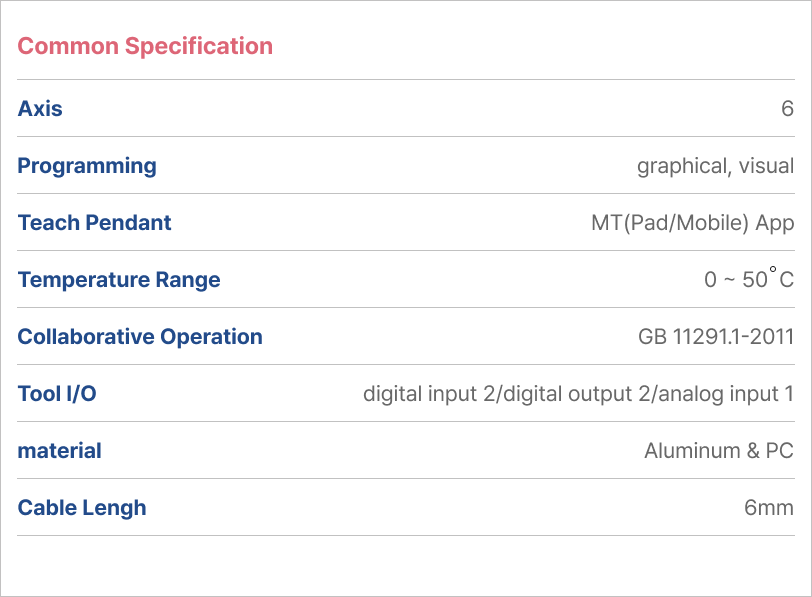 Common Specification
Axis 6
Programming graphical, visual
Teach Pendant MT(Pad/Mobile) App
Temperature Range 0 ~ 50°C
Collaborative Operation GB 11291.1-2011
Tool I/O digital input 2/digital output 2/analog input 1
material Aluminum & PC
Cable Lengh 6mm